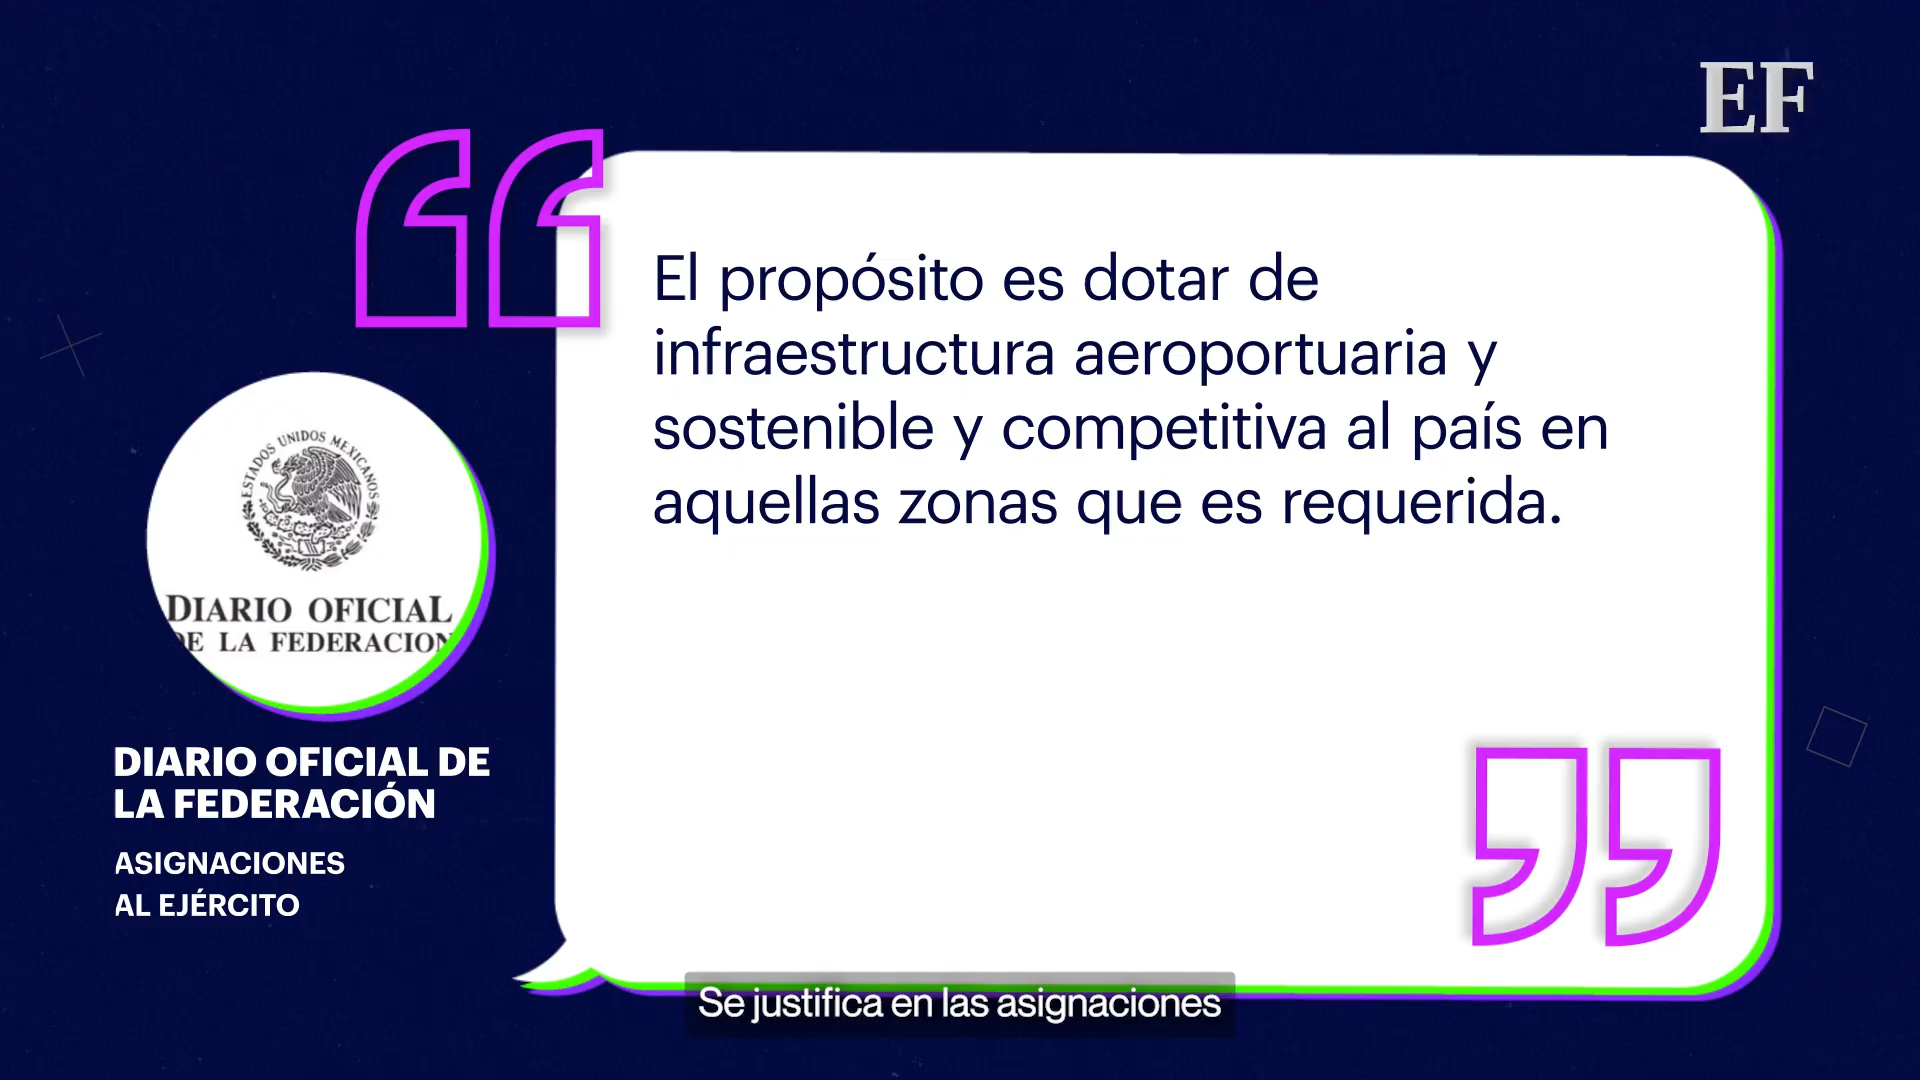 EF
El propósito es dotar de
infraestructura aeroportuaria y
sostenible y competitiva al país en
aquellas zonas que es requerida.
ESTADOS UNIDOS MEXICANOS
DIARIO OFICIAL
DE LA FEDERACION
DIARIO OFICIAL DE
LA FEDERACIÓN
ASIGNACIONES
AL EJÉRCITO
Se justifica en las asignaciones